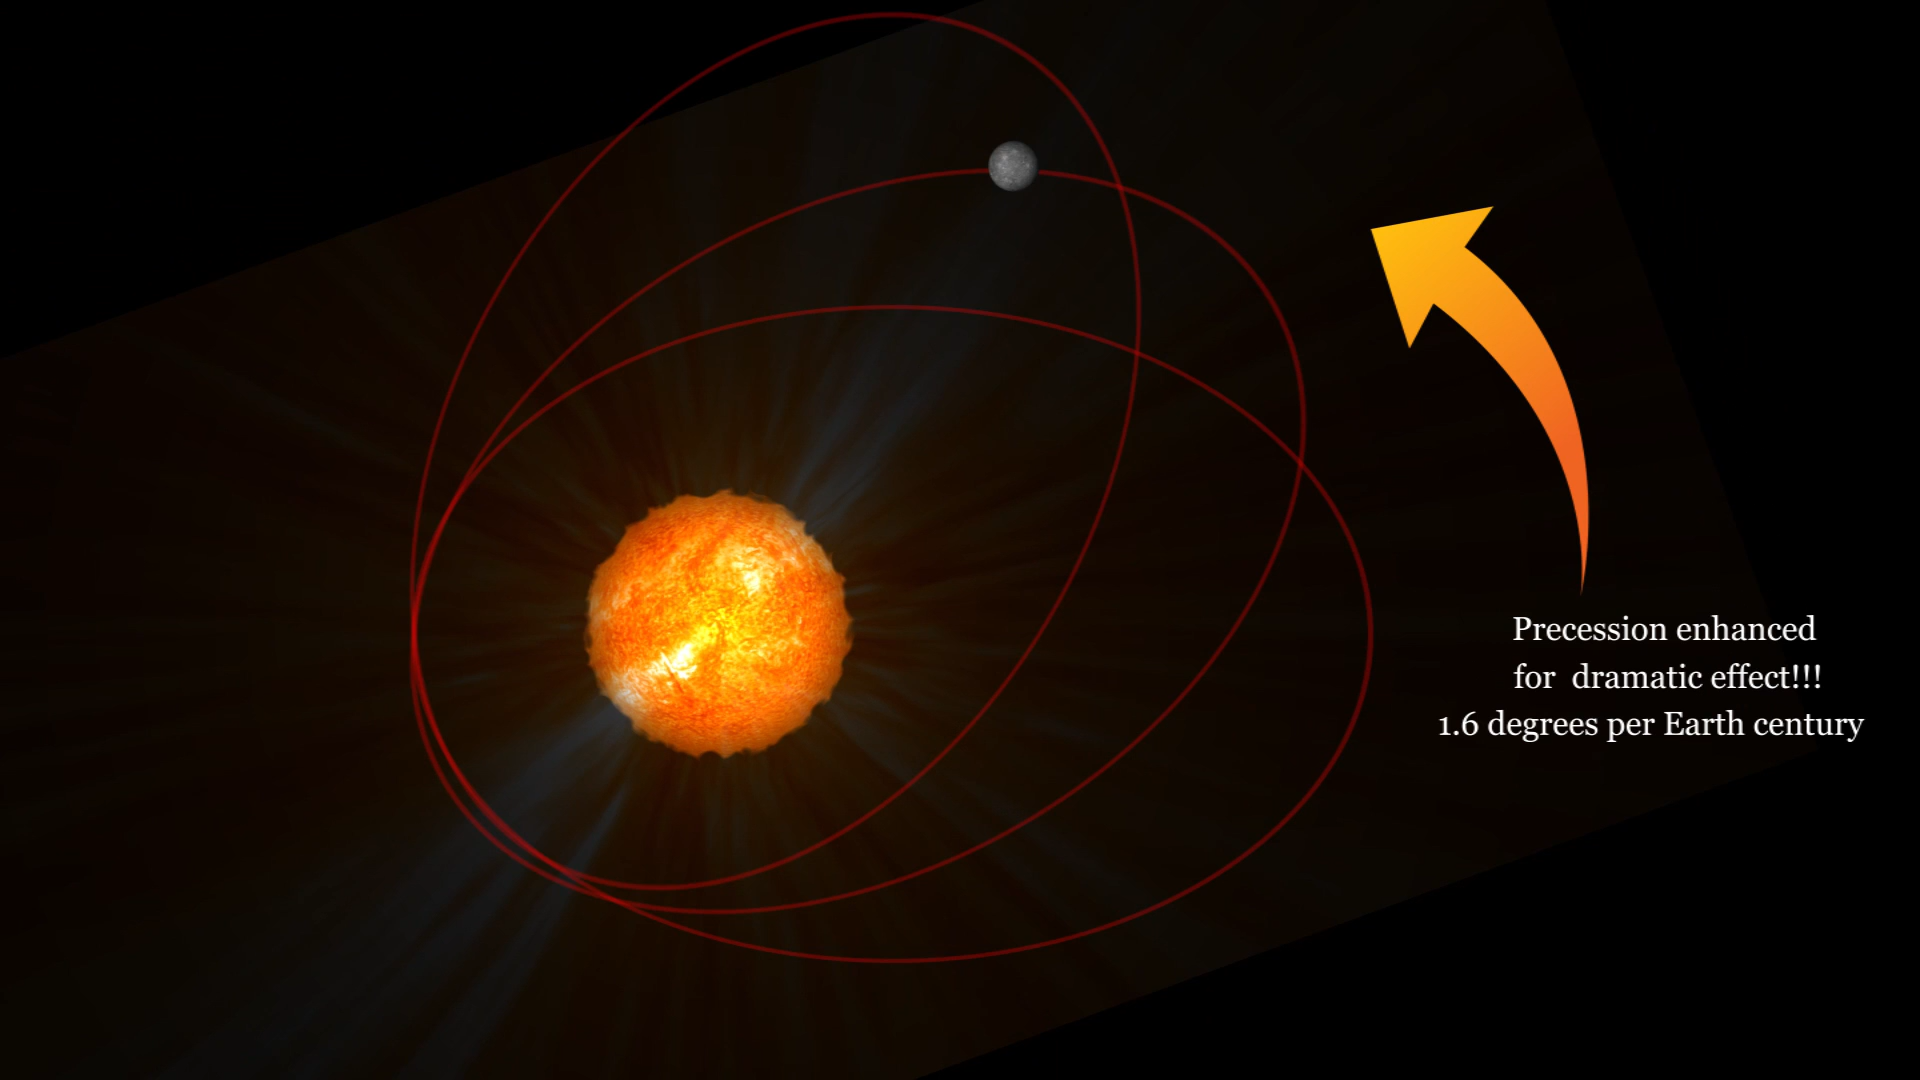 Precession enhanced
for  dramatic effect!!!
1.6 degrees per Earth century